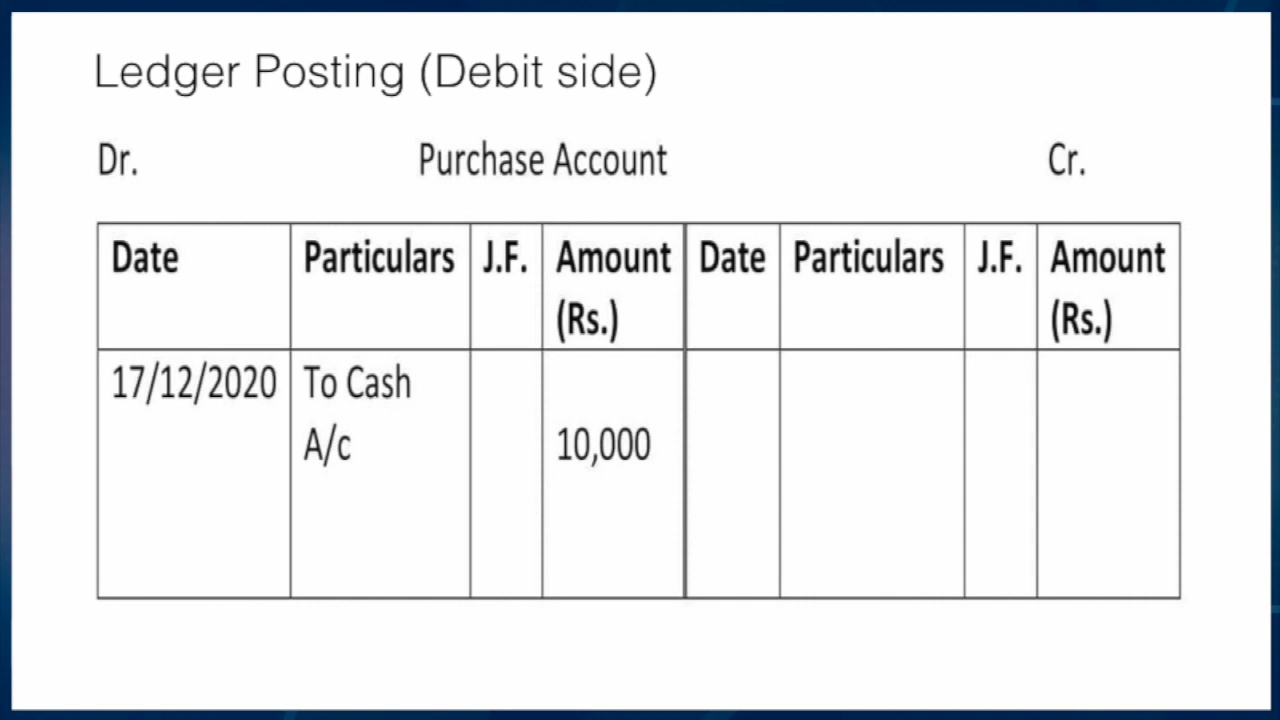 Ledger Posting (Debit side)
Dr. Purchase Account Cr.
Date Particulars J.F. Amount Date Particulars J.F. Amount
(Rs.) (Rs.)
17/12/2020 To Cash
A/c 10,000